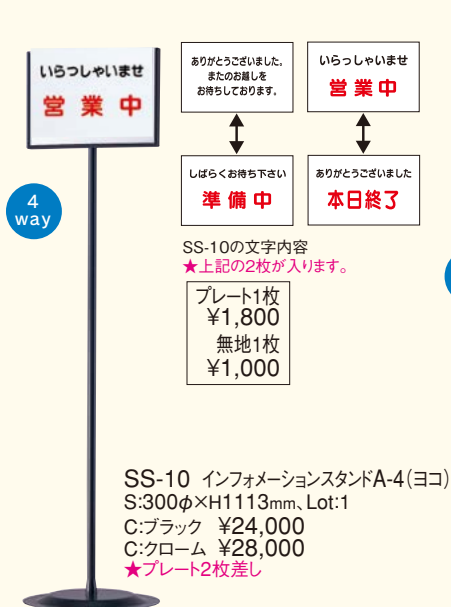 いらっしゃいませ
営業中
4
way
ありがとうございました。
またのお越しを
お待ちしております。
いらっしゃいませ
営業中
しばらくお待ち下さい
準備中
ありがとうございました
本日終了
SS-10の文字内容
★上記の2枚が入ります。
プレート1枚
¥1,800
無地1枚
¥1,000
SS-10 インフォメーションスタンドA-4(ヨコ)
S:300φ×H1113mm、Lot:1
C:ブラック ¥24,000
C:クローム ¥28,000
★プレート2枚差し